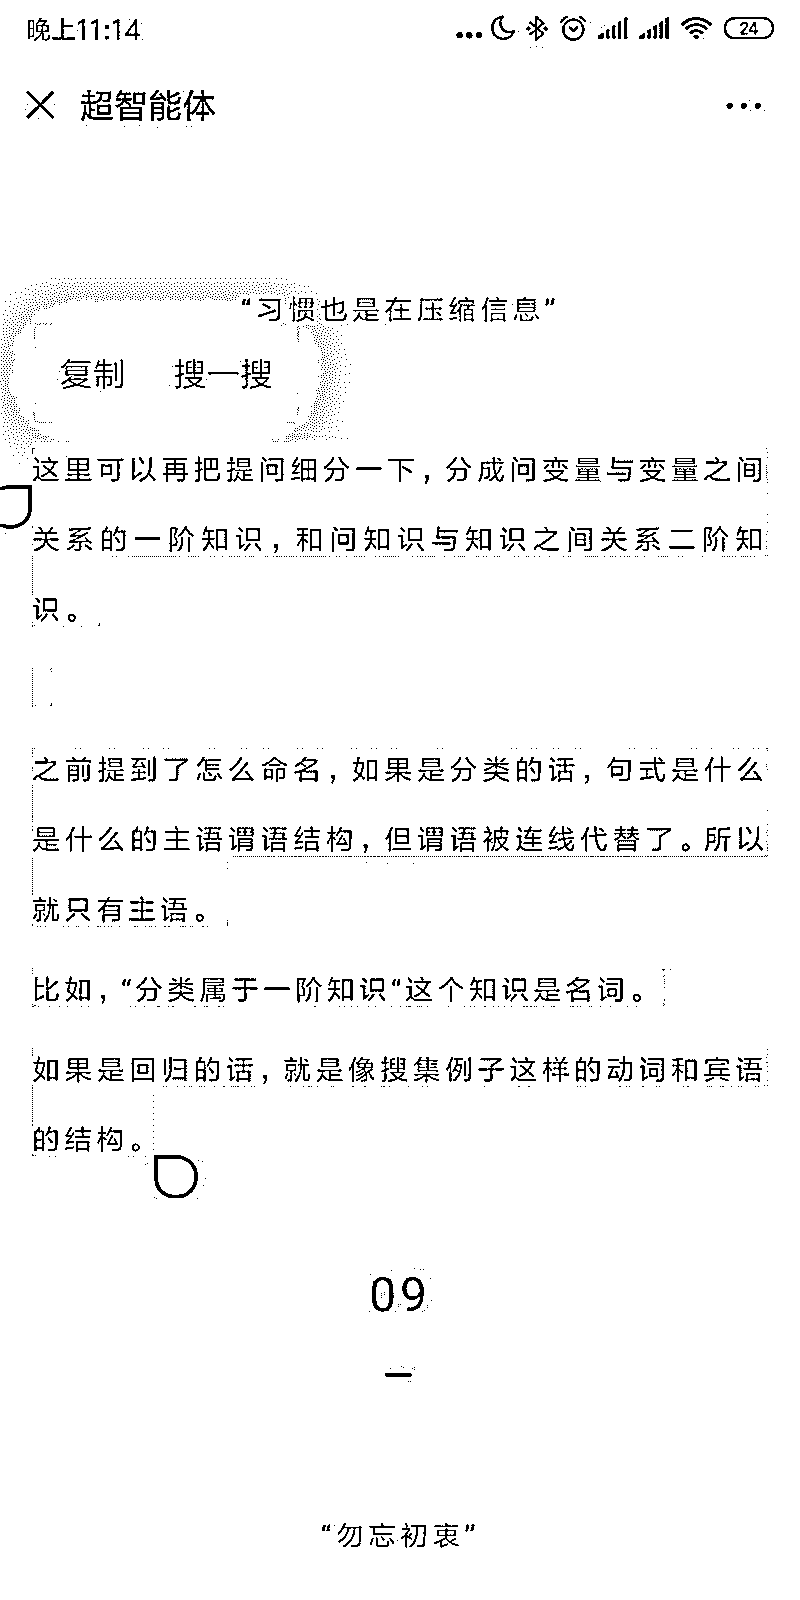 晚上11:14
24
超智能体
“习惯也是在压缩信息”
复制 搜一搜
这里可以再把提问细分一下，分成问变量与变量之间
关系的一阶知识，和问知识与知识之间关系二阶知
识。
之前提到了怎么命名，如果是分类的话，句式是什么
是什么的主语谓语结构，但谓语被连线代替了。所以
就只有主语。
比如，“分类属于一阶知识“这个知识是名词。
如果是回归的话，就是像搜集例子这样的动词和宾语
的结构。
09
“勿忘初衷”